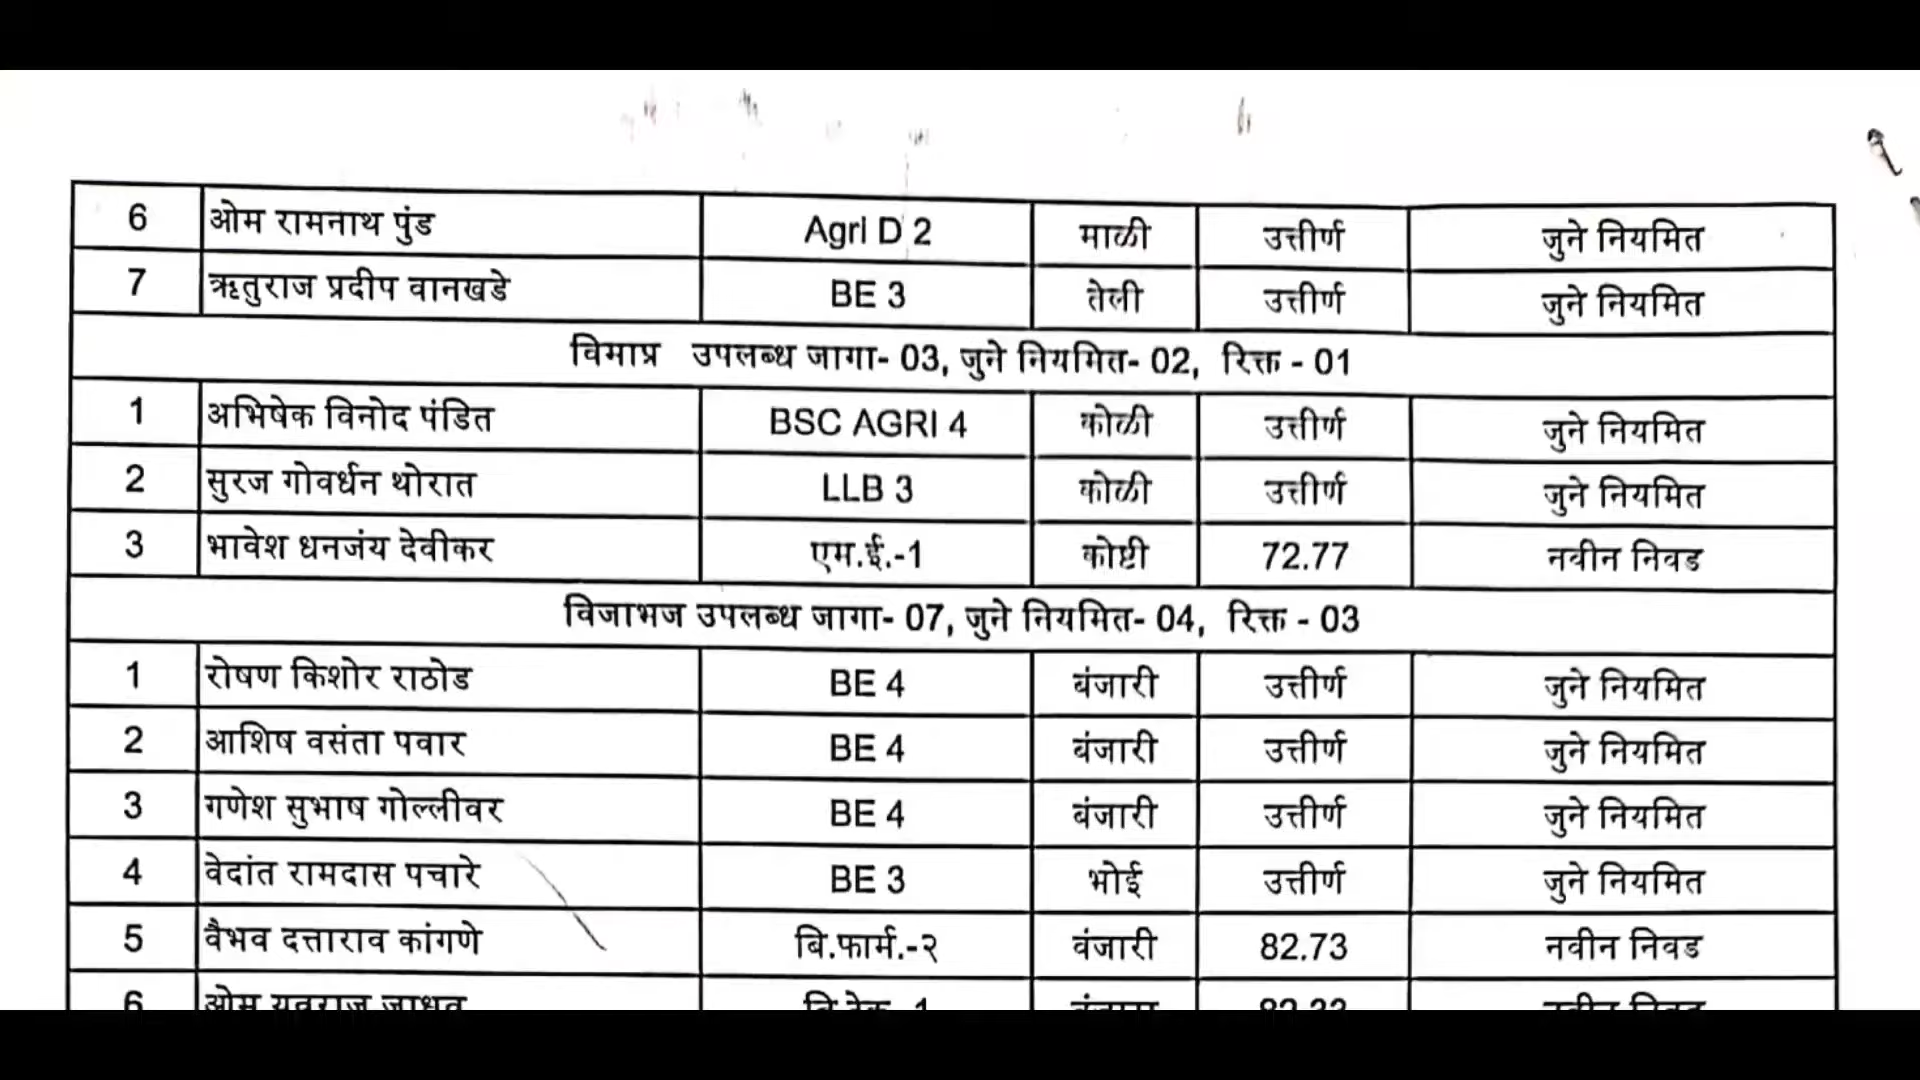 6 ओम रामनाथ पुंड AgrI D 2 माळी उत्तीर्ण जुने नियमित
7 ऋतुराज प्रदीप वानखडे BE 3 तेली उत्तीर्ण जुने नियमित
विमाप्र उपलब्ध जागा- 03, जुने नियमित- 02, रिक्त - 01
1 अभिषेक विनोद पंडित BSC AGRI 4 कोळी उत्तीर्ण जुने नियमित
2 सुरज गोवर्धन थोरात LLB 3 कोळी उत्तीर्ण जुने नियमित
3 भावेश धनजंय देवीकर एम.ई.-1 कोष्टी 72.77 नवीन निवड
विजाभज उपलब्ध जागा- 07, जुने नियमित- 04, रिक्त - 03
1 रोषण किशोर राठोड BE 4 बंजारी उत्तीर्ण जुने नियमित
2 आशिष वसंता पवार BE 4 बंजारी उत्तीर्ण जुने नियमित
3 गणेश सुभाष गोल्लीवर BE 4 बंजारी उत्तीर्ण जुने नियमित
4 वेदांत रामदास पचारे BE 3 भोई उत्तीर्ण जुने नियमित
5 वैभव दत्ताराव कांगणे बि.फार्म.-२ वंजारी 82.73 नवीन निवड
6 ओम